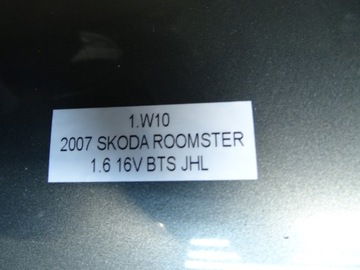 1.W10
2007 SKODA ROOMSTER
1.6 16V BTS JHL